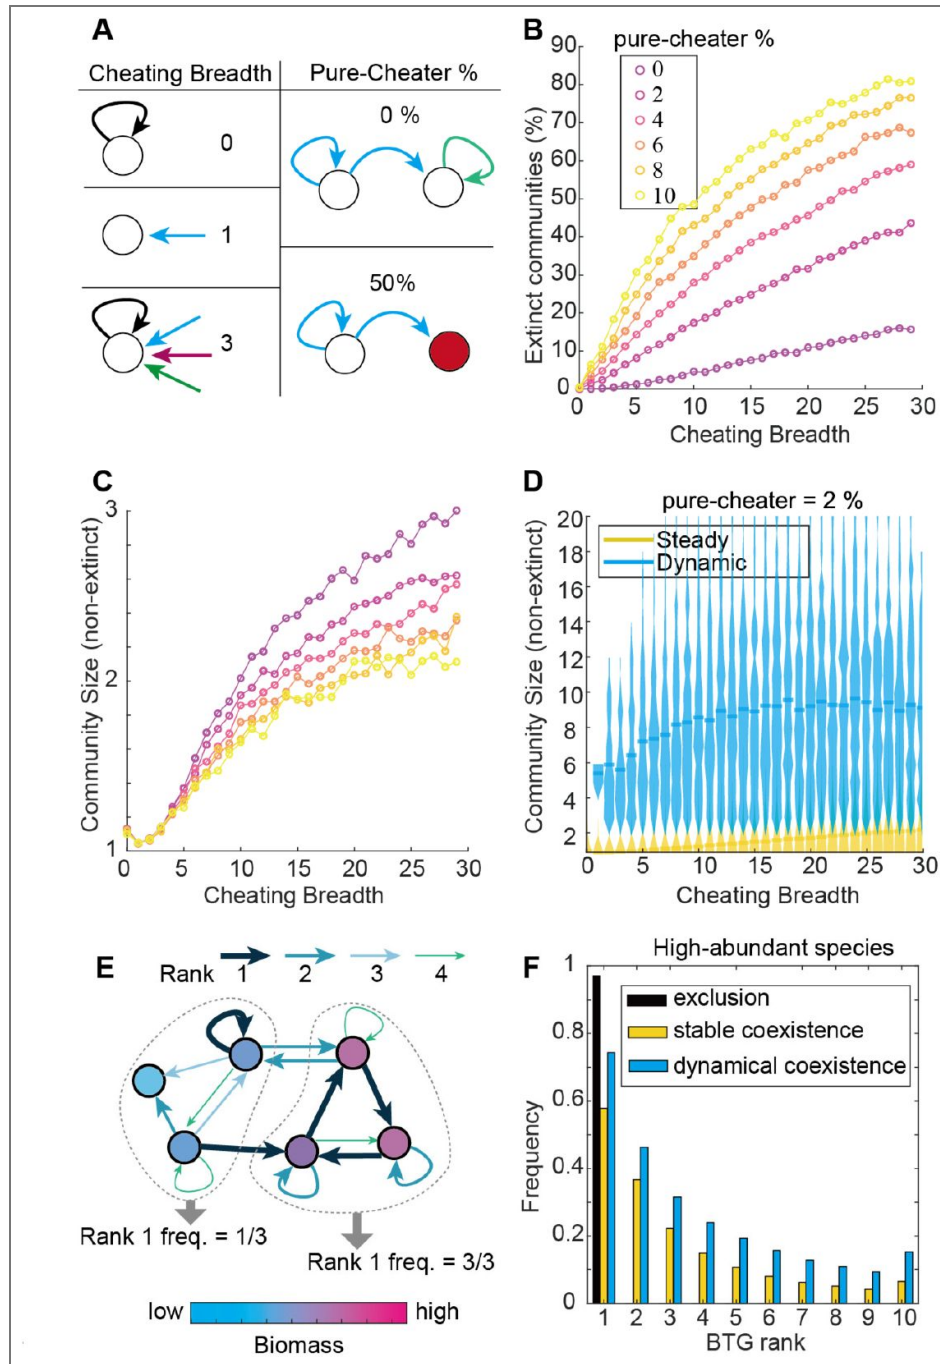 A
Cheating Breadth
Pure-Cheater %
0
0 %
1
50%
3
B
pure-cheater %
0
2
4
6
8
10
Extinct communities (%)
90
80
70
60
50
40
30
20
10
0
0 5 10 15 20 25 30
Cheating Breadth
C
Community Size (non-extinct)
3
2
1
0 5 10 15 20 25 30
Cheating Breadth
D
pure-cheater = 2 %
Steady
Dynamic
Community Size (non-extinct)
20
18
16
14
12
10
8
6
4
2
0 5 10 15 20 25 30
Cheating Breadth
E
Rank 1 2 3 4
Rank 1 freq. = 1/3
Rank 1 freq. = 3/3
low high
Biomass
F
High-abundant species
exclusion
stable coexistence
dynamical coexistence
Frequency
1
0.8
0.6
0.4
0.2
0
1 2 3 4 5 6 7 8 9 10
BTG rank